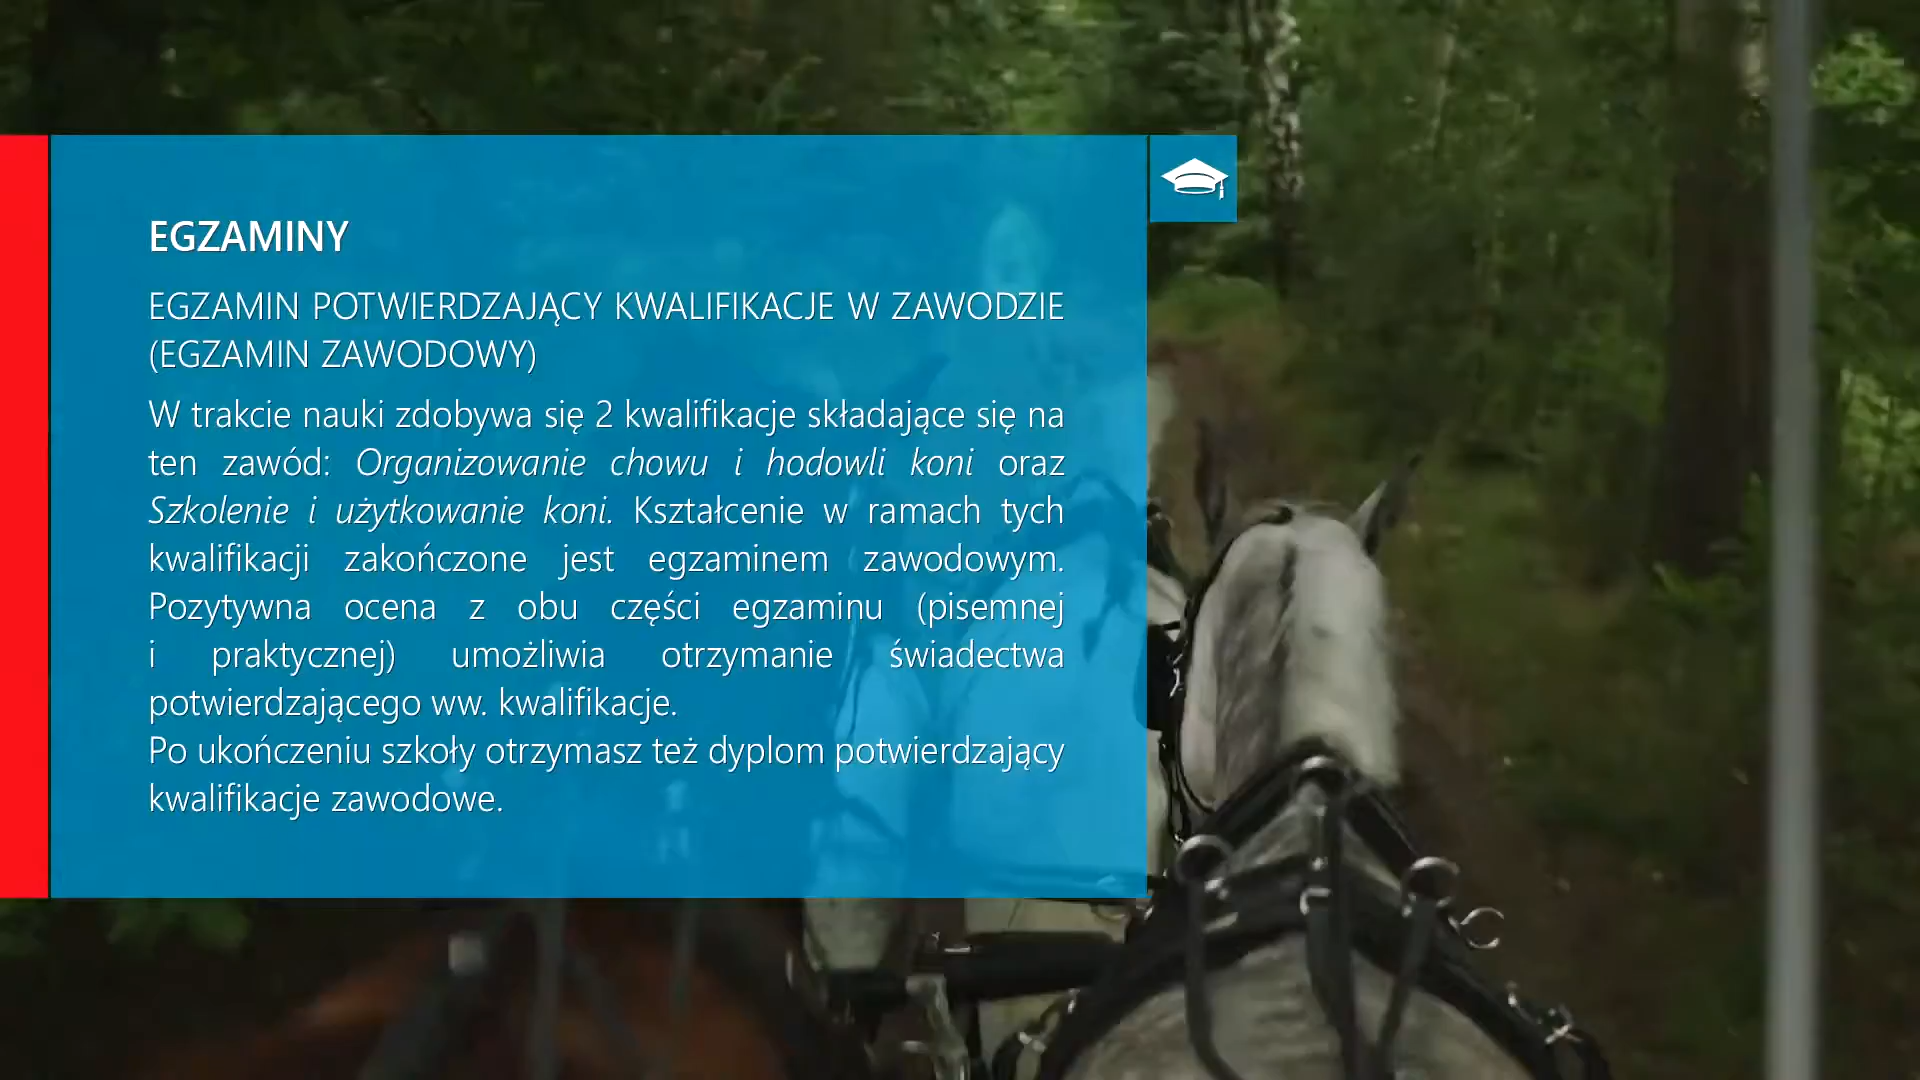 EGZAMINY
EGZAMIN POTWIERDZAJĄCY KWALIFIKACJE W ZAWODZIE
(EGZAMIN ZAWODOWY)
W trakcie nauki zdobywa się 2 kwalifikacje składające się na
ten zawód: Organizowanie chowu i hodowli koni oraz
Szkolenie i użytkowanie koni. Kształcenie w ramach tych
kwalifikacji zakończone jest egzaminem zawodowym.
Pozytywna ocena z obu części egzaminu (pisemnej
i praktycznej) umożliwia otrzymanie świadectwa
potwierdzającego ww. kwalifikacje.
Po ukończeniu szkoły otrzymasz też dyplom potwierdzający
kwalifikacje zawodowe.